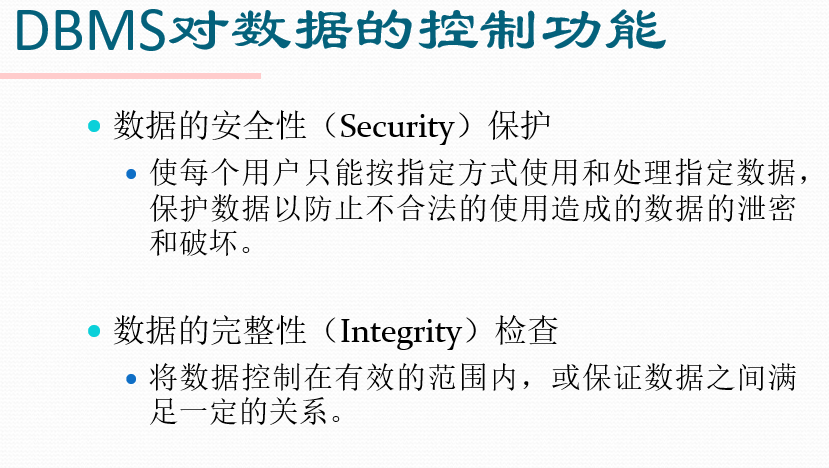 DBMS对数据的控制功能
数据的安全性（Security）保护
使每个用户只能按指定方式使用和处理指定数据，
保护数据以防止不合法的使用造成的数据的泄密
和破坏。
数据的完整性（Integrity）检查
将数据控制在有效的范围内，或保证数据之间满
足一定的关系。